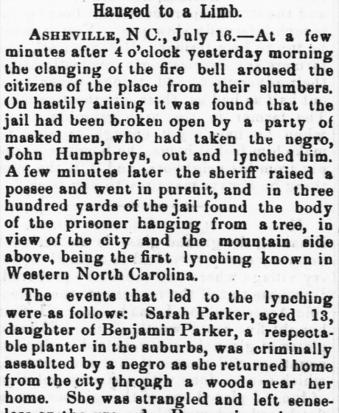 Hanged to a Limb.
ASHEVILLE, N C., July 16.—At a few
minutes after 4 o'clock yesterday morning
the clanging of the fire bell aroused the
citizens of the place from their slumbers.
On hastily arising it was found that the
jail had been broken open by a party of
masked men, who had taken the negro,
John Humphreys, out and lynched him.
A few minutes later the sheriff raised a
possee and went in pursuit, and in three
hundred yards of the jail found the body
of the prisoner hanging from a tree, in
view of the city and the mountain side
above, being the first lynching known in
Western North Carolina.
The events that led to the lynching
were as follows: Sarah Parker, aged 13,
daughter of Benjamin Parker, a respecta-
ble planter in the suburbs, was criminally
assaulted by a negro as she returned home
from the city through a woods near her
home. She was strangled and left sense-